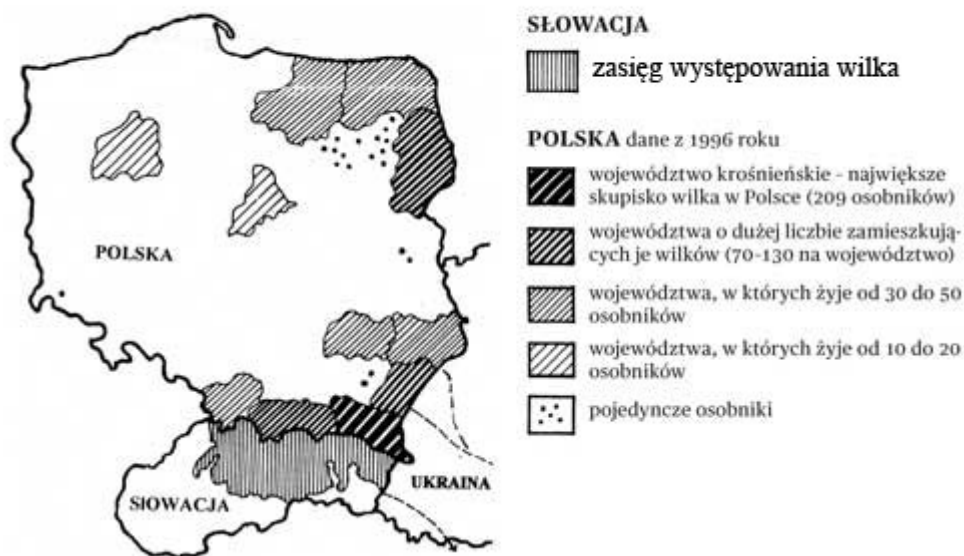 SŁOWACJA
zasięg występowania wilka
POLSKA dane z 1996 roku
województwo krośnieńskie - największe
skupisko wilka w Polsce (209 osobników)
województwa o dużej liczbie zamieszkują-
cych je wilków (70-130 na województwo)
województwa, w których żyje od 30 do 50
osobników
województwa, w których żyje od 10 do 20
osobników
pojedyncze osobniki
POLSKA
UKRAINA
SŁOWACJA